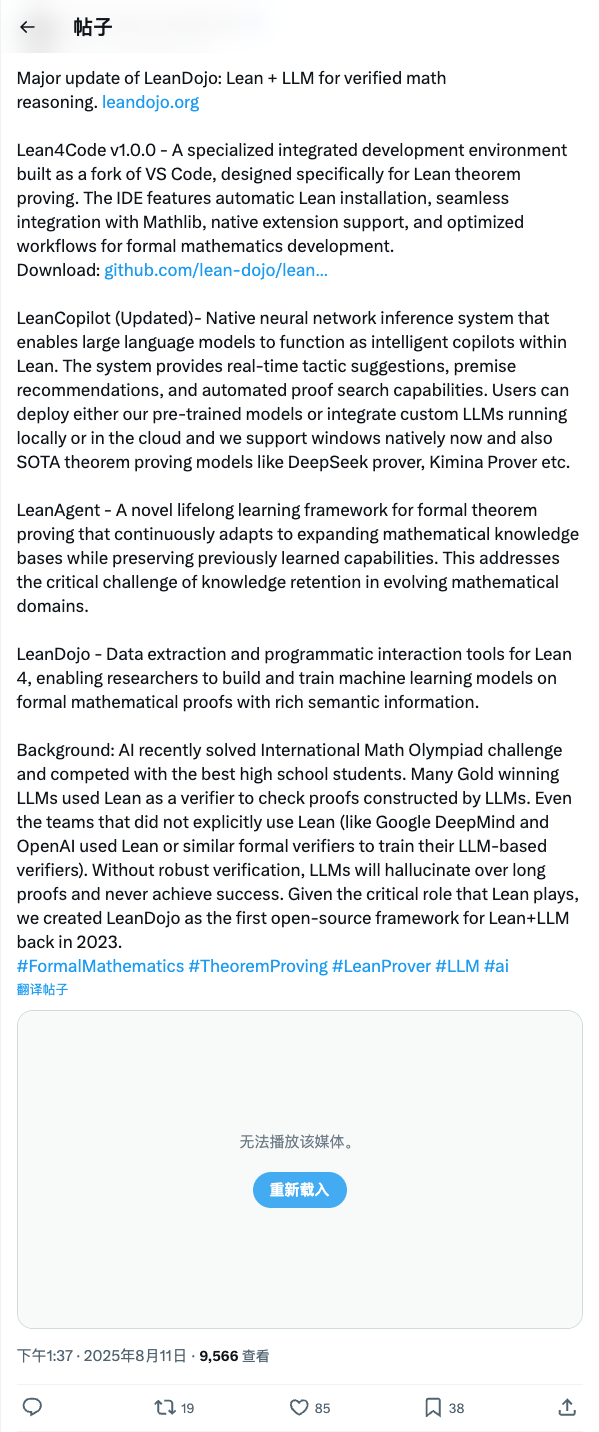 帖子
Major update of LeanDojo: Lean + LLM for verified math
reasoning. leandojo.org
Lean4Code v1.0.0 - A specialized integrated development environment
built as a fork of VS Code, designed specifically for Lean theorem
proving. The IDE features automatic Lean installation, seamless
integration with Mathlib, native extension support, and optimized
workflows for formal mathematics development.
Download: github.com/lean-dojo/lean...
LeanCopilot (Updated)- Native neural network inference system that
enables large language models to function as intelligent copilots within
Lean. The system provides real-time tactic suggestions, premise
recommendations, and automated proof search capabilities. Users can
deploy either our pre-trained models or integrate custom LLMs running
locally or in the cloud and we support windows natively now and also
SOTA theorem proving models like DeepSeek prover, Kimina Prover etc.
LeanAgent - A novel lifelong learning framework for formal theorem
proving that continuously adapts to expanding mathematical knowledge
bases while preserving previously learned capabilities. This addresses
the critical challenge of knowledge retention in evolving mathematical
domains.
LeanDojo - Data extraction and programmatic interaction tools for Lean
4, enabling researchers to build and train machine learning models on
formal mathematical proofs with rich semantic information.
Background: AI recently solved International Math Olympiad challenge
and competed with the best high school students. Many Gold winning
LLMs used Lean as a verifier to check proofs constructed by LLMs. Even
the teams that did not explicitly use Lean (like Google DeepMind and
OpenAI used Lean or similar formal verifiers to train their LLM-based
verifiers). Without robust verification, LLMs will hallucinate over long
proofs and never achieve success. Given the critical role that Lean plays,
we created LeanDojo as the first open-source framework for Lean+LLM
back in 2023.
#FormalMathematics #TheoremProving #LeanProver #LLM #ai
翻译帖子
无法播放该媒体。
重新载入
下午1:37 · 2025年8月11日 · 9,566 查看
19 85 38